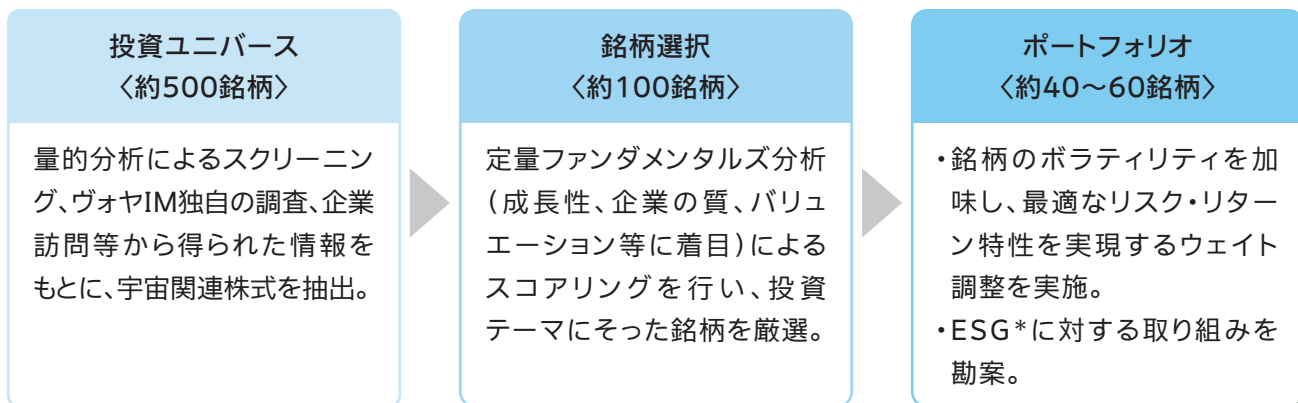 投資ユニバース
〈約500銘柄〉
量的分析によるスクリーニン
グ、ヴォヤIM独自の調査、企業
訪問等から得られた情報を
もとに、宇宙関連株式を抽出。
銘柄選択
〈約100銘柄〉
定量ファンダメンタルズ分析
(成長性、企業の質、バリュ
エーション等に着目)による
スコアリングを行い、投資
テーマにそった銘柄を厳選。
ポートフォリオ
〈約40～60銘柄〉
・銘柄のボラティリティを加
味し、最適なリスク・リター
ン特性を実現するウェイト
調整を実施。
・ESG*に対する取り組みを
勘案。